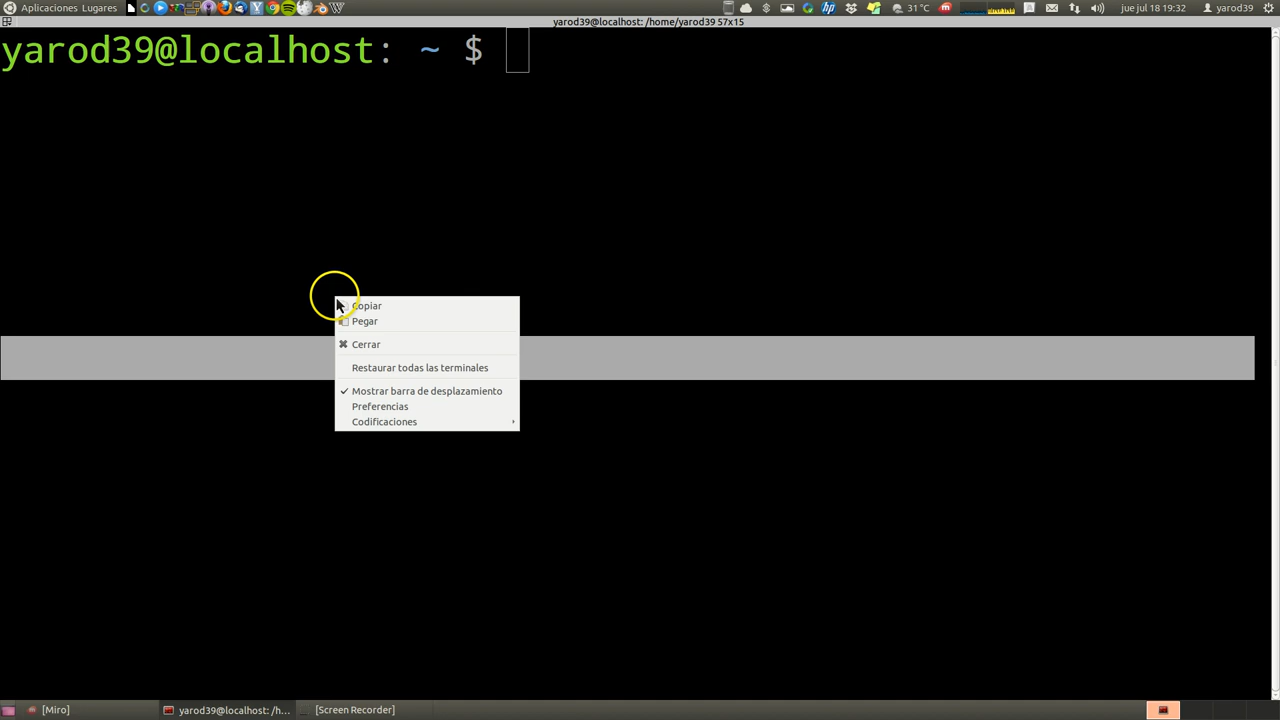 Aplicaciones Lugares
31°C
jue jul 18 19:32
yarod39
yarod39@localhost: /home/yarod39 57x15
yarod39@localhost: ~ $
Copiar
Pegar
Cerrar
Restaurar todas las terminales
Mostrar barra de desplazamiento
Preferencias
Codificaciones
[Miro]
yarod39@localhost: /h...
[Screen Recorder]